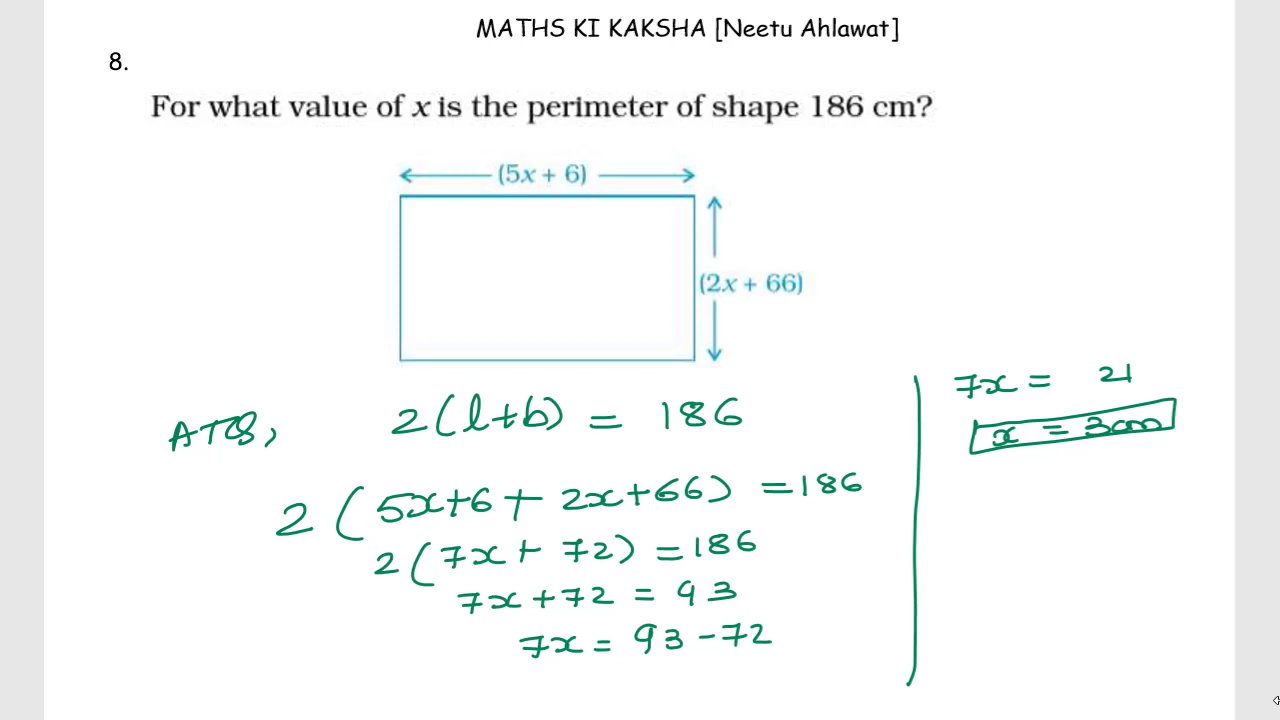 MATHS KI KAKSHA [Neetu Ahlawat]
8.
For what value of x is the perimeter of shape 186 cm?
(5x + 6)
(2x + 66)
ATQ, 2(l+b) = 186
2(5x+6+2x+66) = 186
2(7x+72) = 186
7x+72 = 93
7x = 93-72
7x = 21
x = 3cm